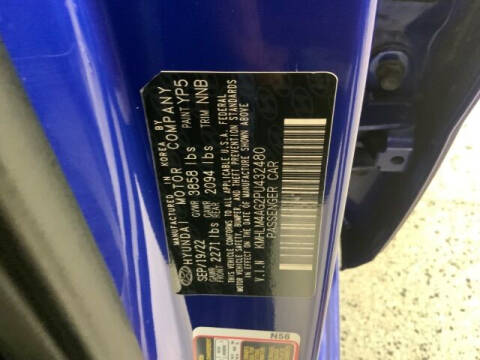 MANUFACTURED IN KOREA BY
HYUNDAI MOTOR COMPANY
SEP/19/22 GVWR 3858 lbs PAINT YP5
GAWR FRONT 2271 lbs GAWR REAR 2094 lbs TRIM NNB
THIS VEHICLE CONFORMS TO ALL APPLICABLE U.S.A. FEDERAL
MOTOR VEHICLE SAFETY, BUMPER, AND THEFT PREVENTION STANDARDS
IN EFFECT ON THE DATE OF MANUFACTURE SHOWN ABOVE
V.I.N KMHLM4AG2PU432480
PASSENGER CAR
N56